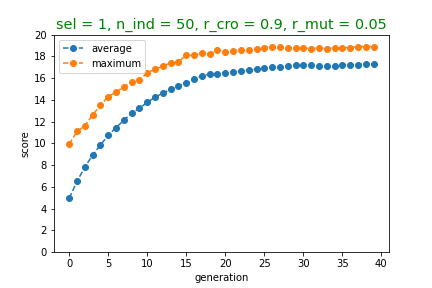 sel = 1, n_ind = 50, r_cro = 0.9, r_mut = 0.05
average
maximum
score
20
18
16
14
12
10
8
6
4
2
0
0 5 10 15 20 25 30 35 40
generation